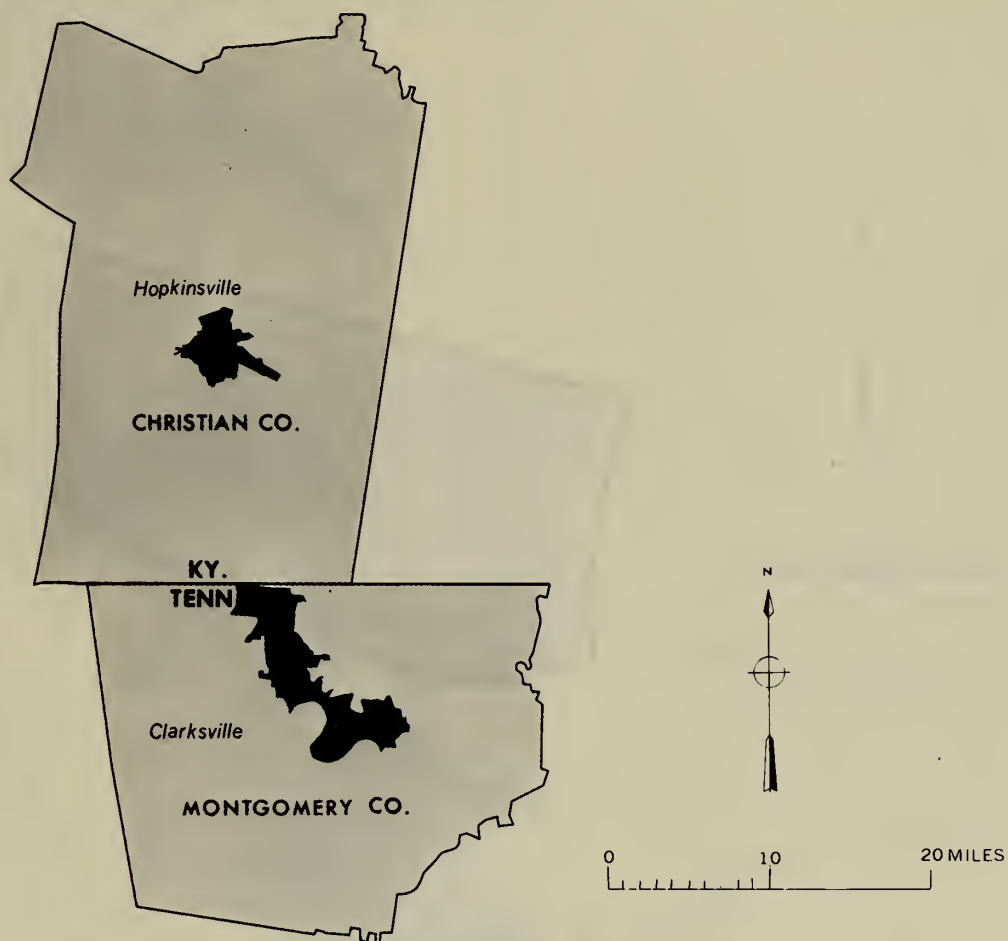 Hopkinsville
CHRISTIAN CO.
KY.
TENN
Clarksville
MONTGOMERY CO.
N
0 10 20 MILES